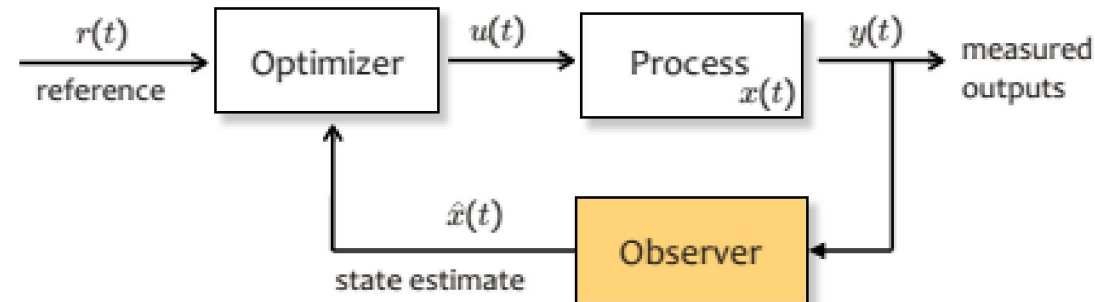 r(t)
reference
Optimizer
u(t)
Process
x(t)
y(t)
measured
outputs
x̂(t)
state estimate
Observer